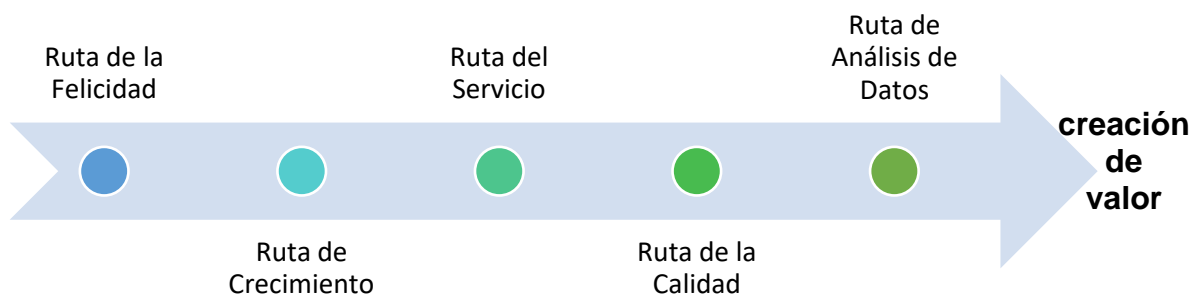 Ruta de la
Felicidad
Ruta de
Crecimiento
Ruta del
Servicio
Ruta de la
Calidad
Ruta de
Análisis de
Datos
creación
de
valor